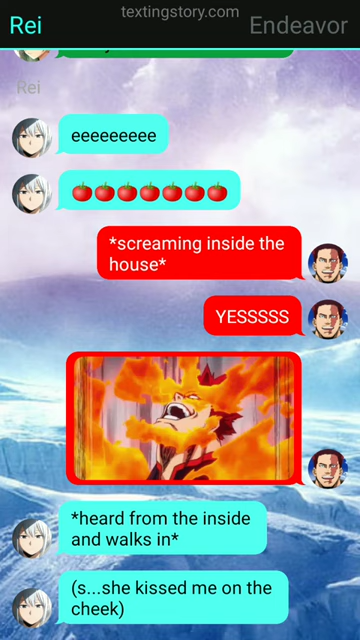 textingstory.com
Rei
Endeavor
Rei
eeeeeeeee
🍅🍅🍅🍅🍅🍅🍅
*screaming inside the
house*
YESSSSS
*heard from the inside
and walks in*
(s...she kissed me on the
cheek)